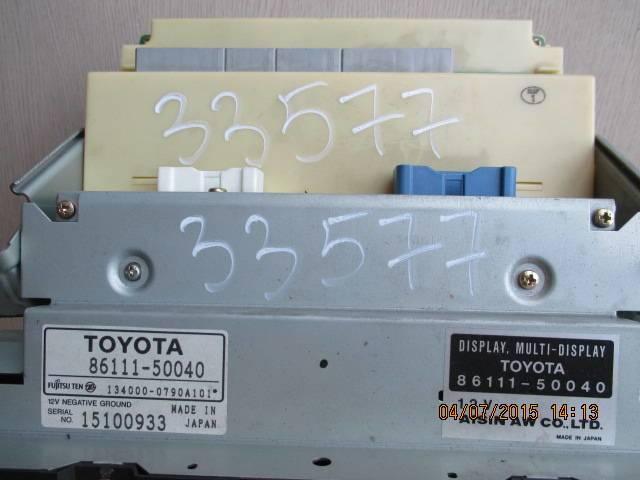 33577
33577
TOYOTA
86111-50040
FUJITSU TEN 134000-0790A101*
12V NEGATIVE GROUND
SERIAL NO. 15100933
MADE IN JAPAN
DISPLAY, MULTI-DISPLAY
TOYOTA
86111-50040
12V
04/07/2015 14:13
AISIN AW CO., LTD.
MADE IN JAPAN